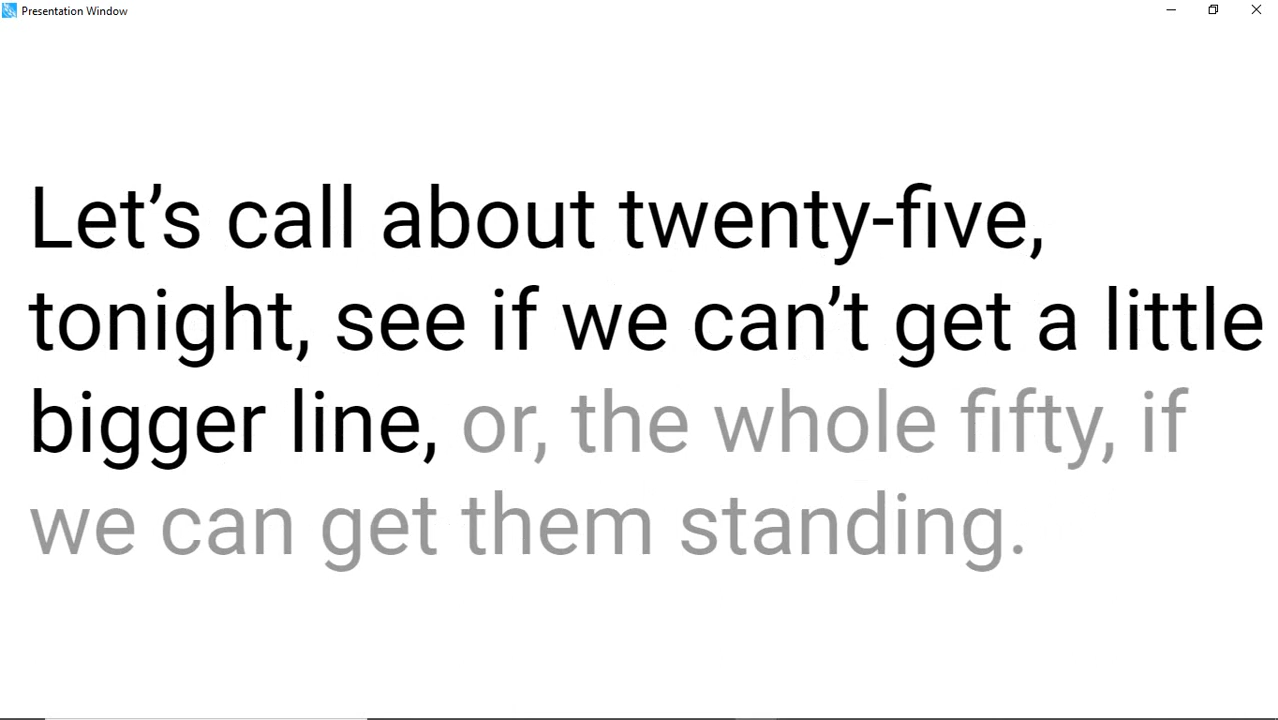 Presentation Window
Let’s call about twenty-five,
tonight, see if we can’t get a little
bigger line, or, the whole fifty, if
we can get them standing.